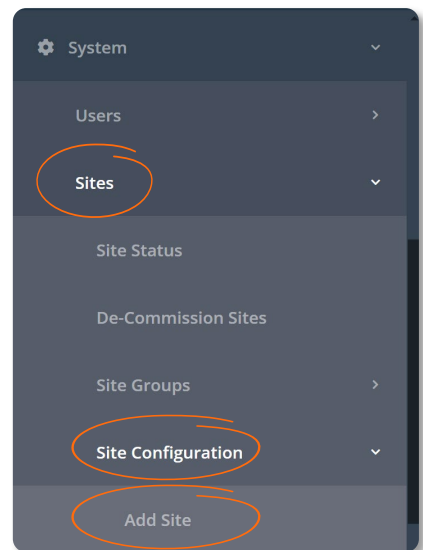 System
Users
Sites
Site Status
De-Commission Sites
Site Groups
Site Configuration
Add Site